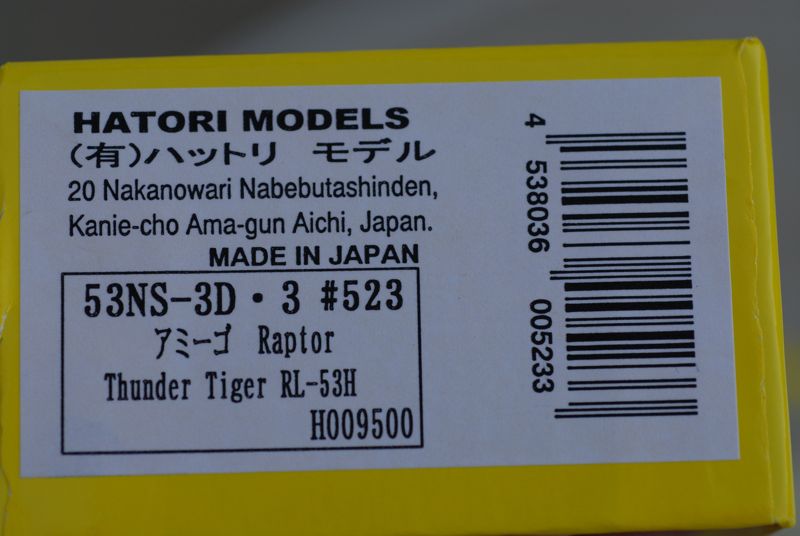 HATORI MODELS
(有)ハットリ モデル
20 Nakanowari Nabebutashinden,
Kanie-cho Ama-gun Aichi, Japan.
MADE IN JAPAN
53NS-3D・3 #523
アミーゴ Raptor
Thunder Tiger RL-53H
H009500
4 538036 005233